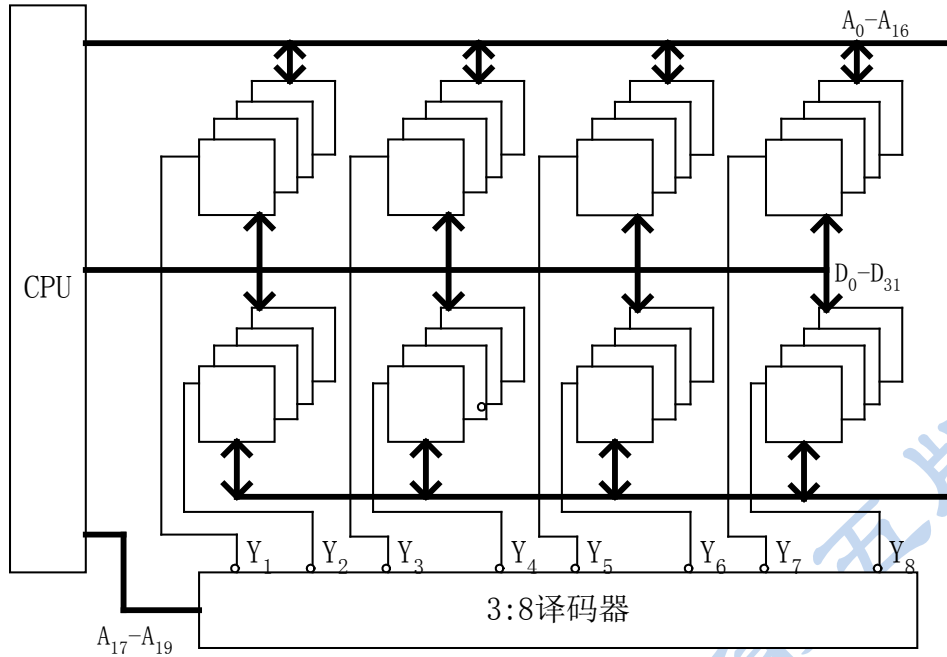 A₀-A₁₆
CPU
D₀-D₃₁
Y₁ Y₂ Y₃ Y₄ Y₅ Y₆ Y₇ Y₈
3:8译码器
A₁₇-A₁₉